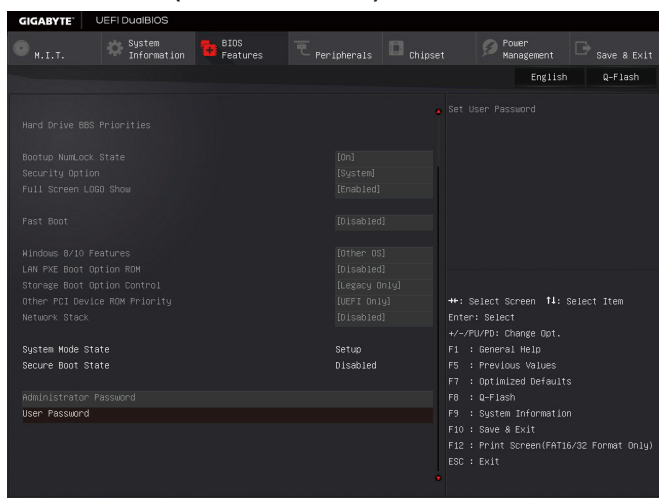 GIGABYTE™ UEFI DualBIOS
M.I.T.
System Information
BIOS Features
Peripherals
Chipset
Power Management
Save & Exit
English Q-Flash
Hard Drive BBS Priorities
Bootup NumLock State [On]
Security Option [System]
Full Screen LOGO Show [Enabled]
Fast Boot [Disabled]
Windows 8/10 Features [Other OS]
LAN PXE Boot Option ROM [Disabled]
Storage Boot Option Control [Legacy Only]
Other PCI Device ROM Priority [UEFI Only]
Network Stack [Disabled]
System Mode State Setup
Secure Boot State Disabled
Administrator Password
User Password
Set User Password
→←: Select Screen ↑↓: Select Item
Enter: Select
+/-/PU/PD: Change Opt.
F1 : General Help
F5 : Previous Values
F7 : Optimized Defaults
F8 : Q-Flash
F9 : System Information
F10 : Save & Exit
F12 : Print Screen(FAT16/32 Format Only)
ESC : Exit